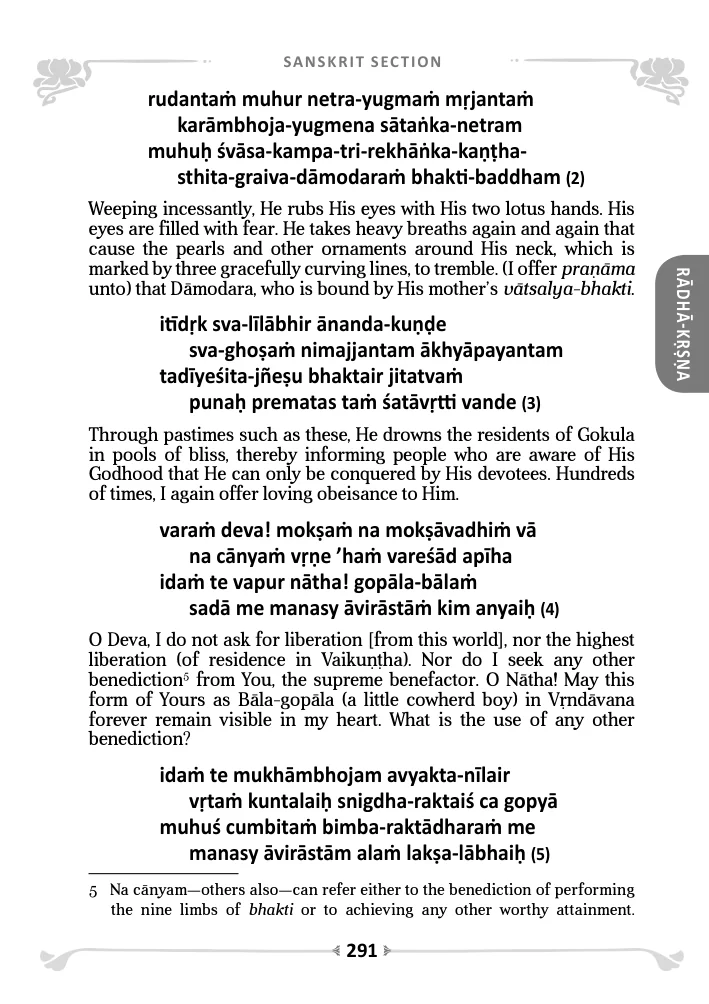 SANSKRIT SECTION
rudantaṁ muhur netra-yugmaṁ mṛjantaṁ
karāmbhoja-yugmena sātaṅka-netram
muhuḥ śvāsa-kampa-tri-rekhāṅka-kaṇṭha-
sthita-graiva-dāmodaraṁ bhakti-baddham (2)
Weeping incessantly, He rubs His eyes with His two lotus hands. His
eyes are filled with fear. He takes heavy breaths again and again that
cause the pearls and other ornaments around His neck, which is
marked by three gracefully curving lines, to tremble. (I offer praṇāma
unto) that Dāmodara, who is bound by His mother’s vātsalya-bhakti.
RĀDHĀ-KṚṢṆA
itīdṛk sva-līlābhir ānanda-kuṇḍe
sva-ghoṣaṁ nimajjantam ākhyāpayantam
tadīyeśita-jñeṣu bhaktair jitatvaṁ
punaḥ prematas taṁ śatāvṛtti vande (3)
Through pastimes such as these, He drowns the residents of Gokula
in pools of bliss, thereby informing people who are aware of His
Godhood that He can only be conquered by His devotees. Hundreds
of times, I again offer loving obeisance to Him.
varaṁ deva! mokṣaṁ na mokṣāvadhiṁ vā
na cānyaṁ vṛṇe ’haṁ vareśād apīha
idaṁ te vapur nātha! gopāla-bālaṁ
sadā me manasy āvirāstāṁ kim anyaiḥ (4)
O Deva, I do not ask for liberation [from this world], nor the highest
liberation (of residence in Vaikuṇṭha). Nor do I seek any other
benediction⁵ from You, the supreme benefactor. O Nātha! May this
form of Yours as Bāla-gopāla (a little cowherd boy) in Vṛndāvana
forever remain visible in my heart. What is the use of any other
benediction?
idaṁ te mukhāmbhojam avyakta-nīlair
vṛtaṁ kuntalaiḥ snigdha-raktaiś ca gopyā
muhuś cumbitaṁ bimba-raktādharaṁ me
manasy āvirāstām alaṁ lakṣa-lābhaiḥ (5)
5 Na cānyam—others also—can refer either to the benediction of performing
the nine limbs of bhakti or to achieving any other worthy attainment.
291